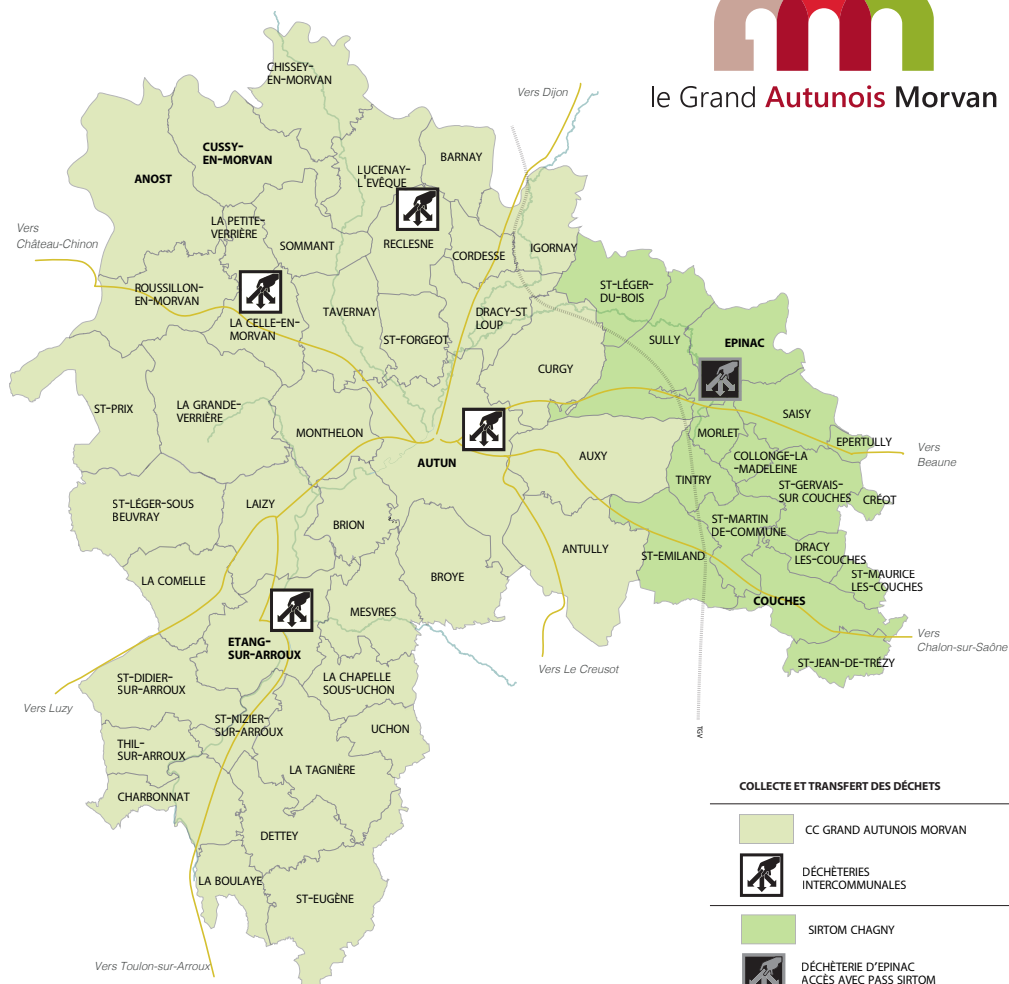 le Grand Autunois Morvan
CHISSEY-
EN-MORVAN
Vers Dijon
CUSSY-
EN-MORVAN
BARNAY
ANOST
LUCENAY-
L'EVÊQUE
LA PETITE-
VERRIÈRE
Vers
Château-Chinon
SOMMANT
RECLESNE
CORDESSE
IGORNAY
ROUSSILLON-
EN-MORVAN
ST-LÉGER-
DU-BOIS
LA CELLE-EN-
MORVAN
TAVERNAY
DRACY-ST
LOUP
ST-FORGEOT
SULLY
EPINAC
CURGY
ST-PRIX
LA GRANDE-
VERRIÈRE
SAISY
MONTHELON
MORLET
EPERTULLY
Vers
Beaune
AUTUN
AUXY
COLLONGE-LA
-MADELEINE
TINTRY
ST-GERVAIS-
SUR COUCHES
CRÉOT
ST-LÉGER-SOUS
BEUVRAY
LAIZY
BRION
ST-MARTIN
DE-COMMUNE
ANTULLY
ST-EMILAND
DRACY
LES-COUCHES
LA COMELLE
BROYE
ST-MAURICE
LES-COUCHES
COUCHES
MESVRES
ETANG-
SUR-ARROUX
Vers
Chalon-sur-Saône
ST-JEAN-DE-TRÉZY
Vers Le Creusot
ST-DIDIER-
SUR-ARROUX
LA CHAPELLE
SOUS-UCHON
Vers Luzy
ST-NIZIER-
SUR-ARROUX
UCHON
TGV
THIL-
SUR-ARROUX
LA TAGNIÈRE
CHARBONNAT
DETTEY
LA BOULAYE
ST-EUGÈNE
Vers Toulon-sur-Arroux
COLLECTE ET TRANSFERT DES DÉCHETS
CC GRAND AUTUNOIS MORVAN
DÉCHÈTERIES
INTERCOMMUNALES
SIRTOM CHAGNY
DÉCHÈTERIE D'EPINAC
ACCÈS AVEC PASS SIRTOM